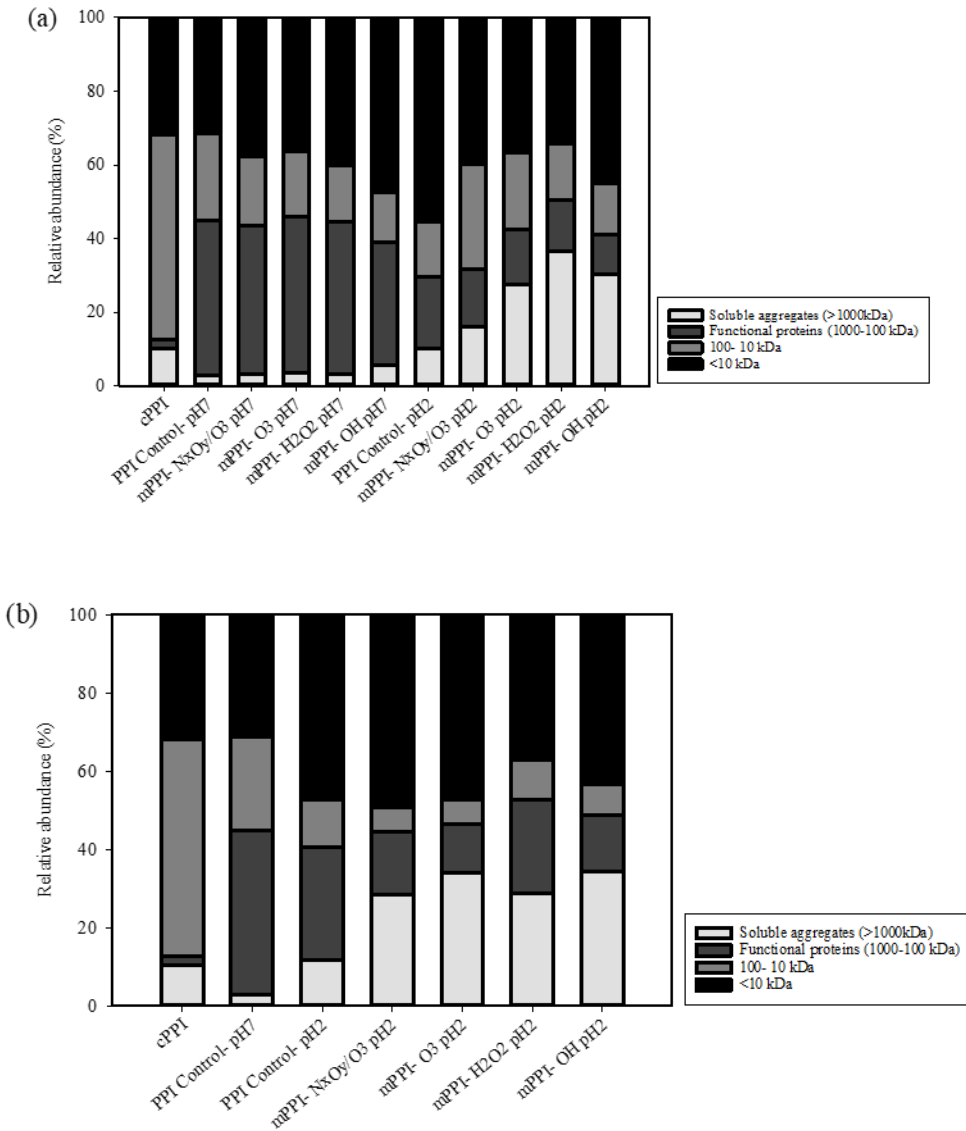 (a)
Relative abundance (%)
100
80
60
40
20
0
cPPI
PPI Control- pH7
mPPI- NxOy/O3 pH7
mPPI- O3 pH7
mPPI- H2O2 pH7
mPPI- OH pH7
PPI Control- pH2
mPPI- NxOy/O3 pH2
mPPI- O3 pH2
mPPI- H2O2 pH2
mPPI- OH pH2
Soluble aggregates (>1000kDa)
Functional proteins (1000-100 kDa)
100- 10 kDa
<10 kDa
(b)
Relative abundance (%)
100
80
60
40
20
0
cPPI
PPI Control- pH7
PPI Control- pH2
mPPI- NxOy/O3 pH2
mPPI- O3 pH2
mPPI- H2O2 pH2
mPPI- OH pH2
Soluble aggregates (>1000kDa)
Functional proteins (1000-100 kDa)
100- 10 kDa
<10 kDa